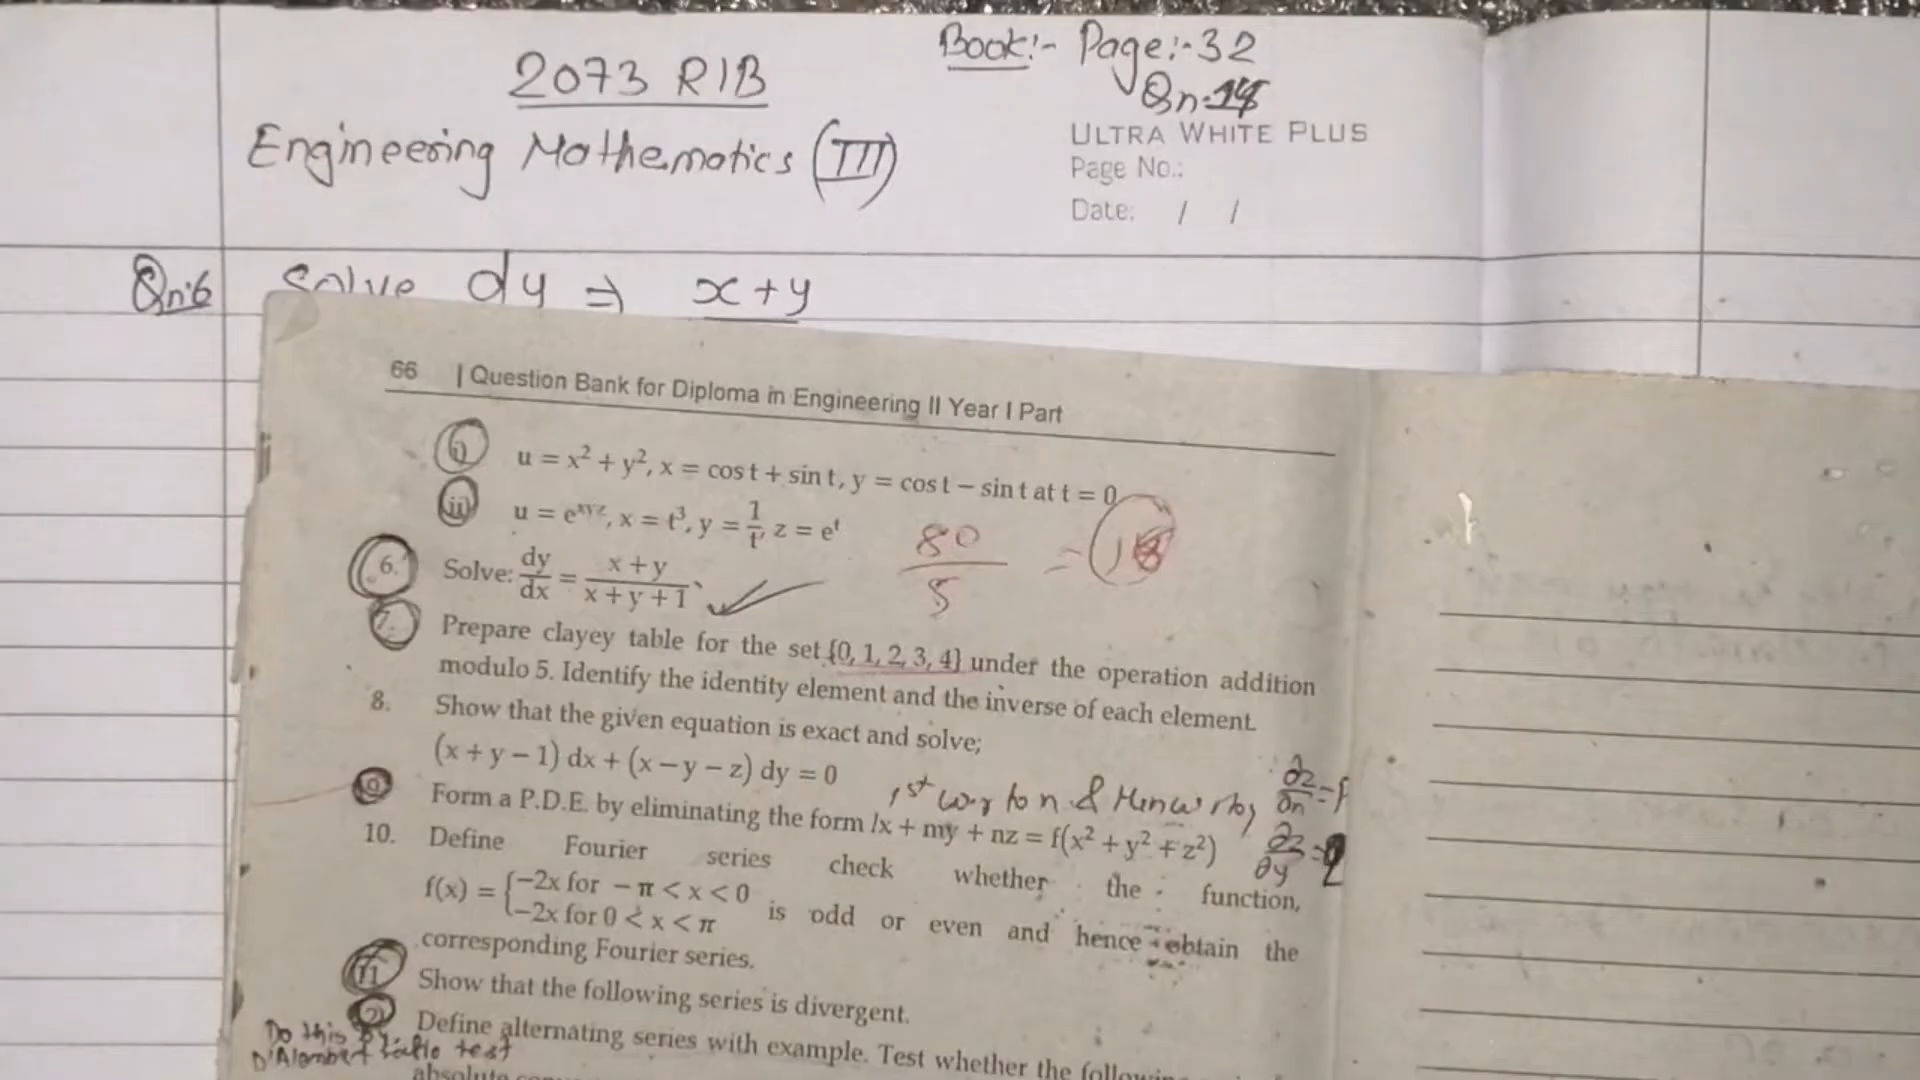 2073 R/B
Book:- Page:-32
Qn:
Engineering Mathematics (III)
ULTRA WHITE PLUS
Page No.:
Date: / /
Qn:6 Solve dy ⇒ x+y
66 | Question Bank for Diploma in Engineering II Year I Part
i) u = x² + y², x = cos t + sin t, y = cos t – sin t at t = 0
ii) u = e^xyz, x = t³, y = 1/t, z = e^t
80/5 =
6. Solve: dy/dx = x + y / x + y + 1
7. Prepare clayey table for the set {0, 1, 2, 3, 4} under the operation addition
modulo 5. Identify the identity element and the inverse of each element.
8. Show that the given equation is exact and solve;
(x + y – 1) dx + (x – y – z) dy = 0
1st to
9 Form a P.D.E. by eliminating the form lx + my + nz = f(x² + y² + z²)
10. Define Fourier series check whether the function,
f(x) = {–2x for – π < x < 0
–2x for 0 < x < π is odd or even and hence obtain the
corresponding Fourier series.
11 Show that the following series is divergent.
Define alternating series with example. Test whether the following
Do this
D'Alembert ratio test